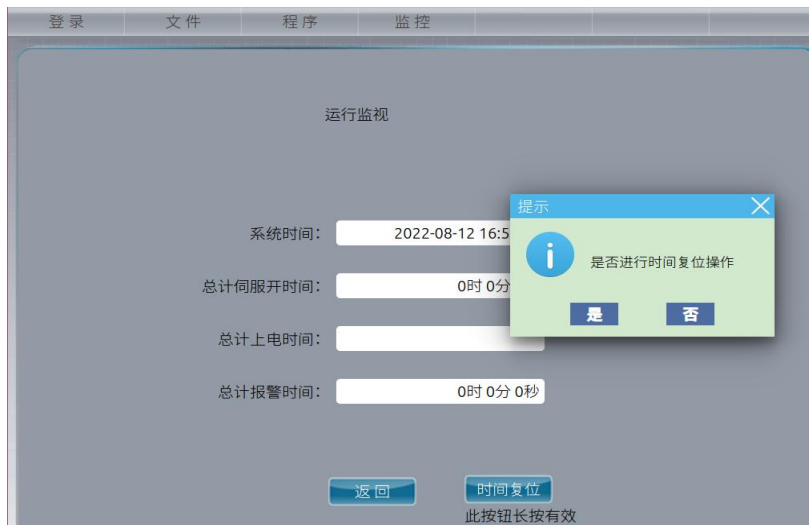 登录 文件 程序 监控
运行监视
提示
系统时间: 2022-08-12 16:5
是否进行时间复位操作
总计伺服开时间: 0时 0分
是 否
总计上电时间:
总计报警时间: 0时 0分 0秒
返回 时间复位
此按钮长按有效